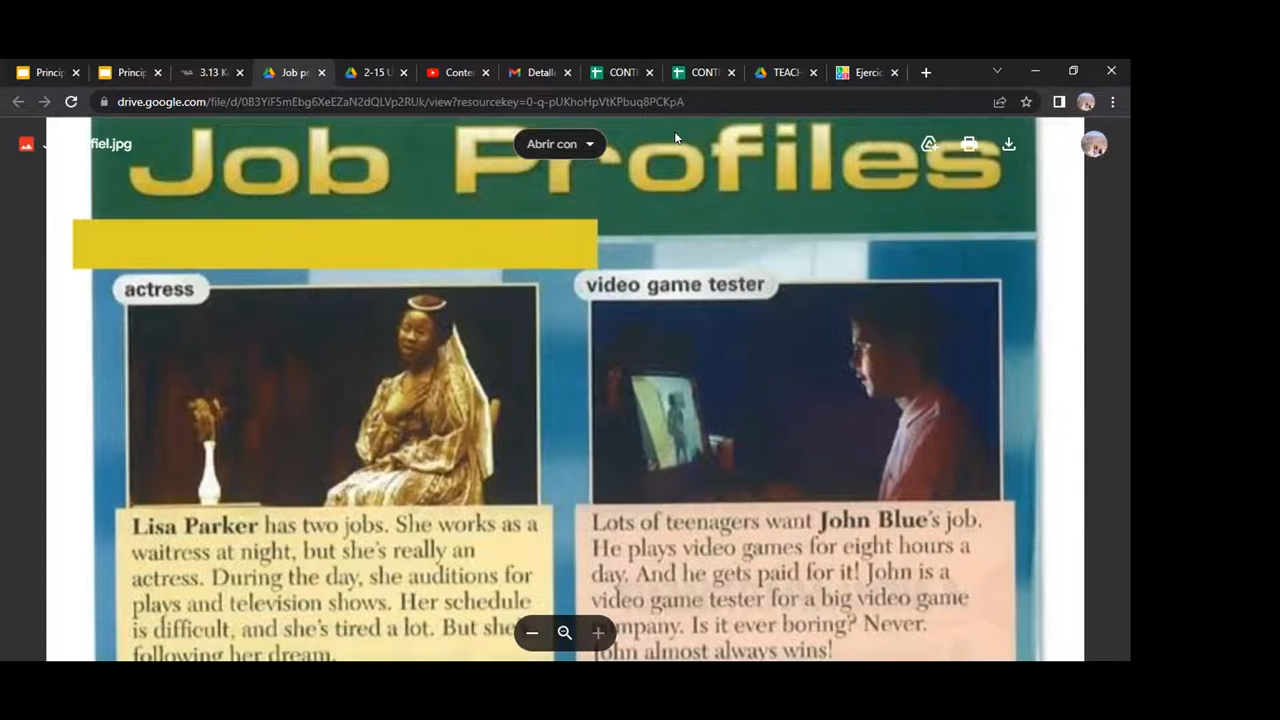 Princip
Princip
3.13 K
Job pr
2-15 U
Conte
Detalle
CONTI
CONT
TEACH
Ejercic
drive.google.com/file/d/0B3YiF5mEbg6XeEZaN2dQLVp2RUk/view?resourcekey=0-q-pUKhoHpVtKPbuq8PCKpA
fiel.jpg
Abrir con
Job Profiles
actress
Lisa Parker has two jobs. She works as a
waitress at night, but she's really an
actress. During the day, she auditions for
plays and television shows. Her schedule
is difficult, and she's tired a lot. But she's
following her dream.
video game tester
Lots of teenagers want John Blue's job.
He plays video games for eight hours a
day. And he gets paid for it! John is a
video game tester for a big video game
company. Is it ever boring? Never.
John almost always wins!